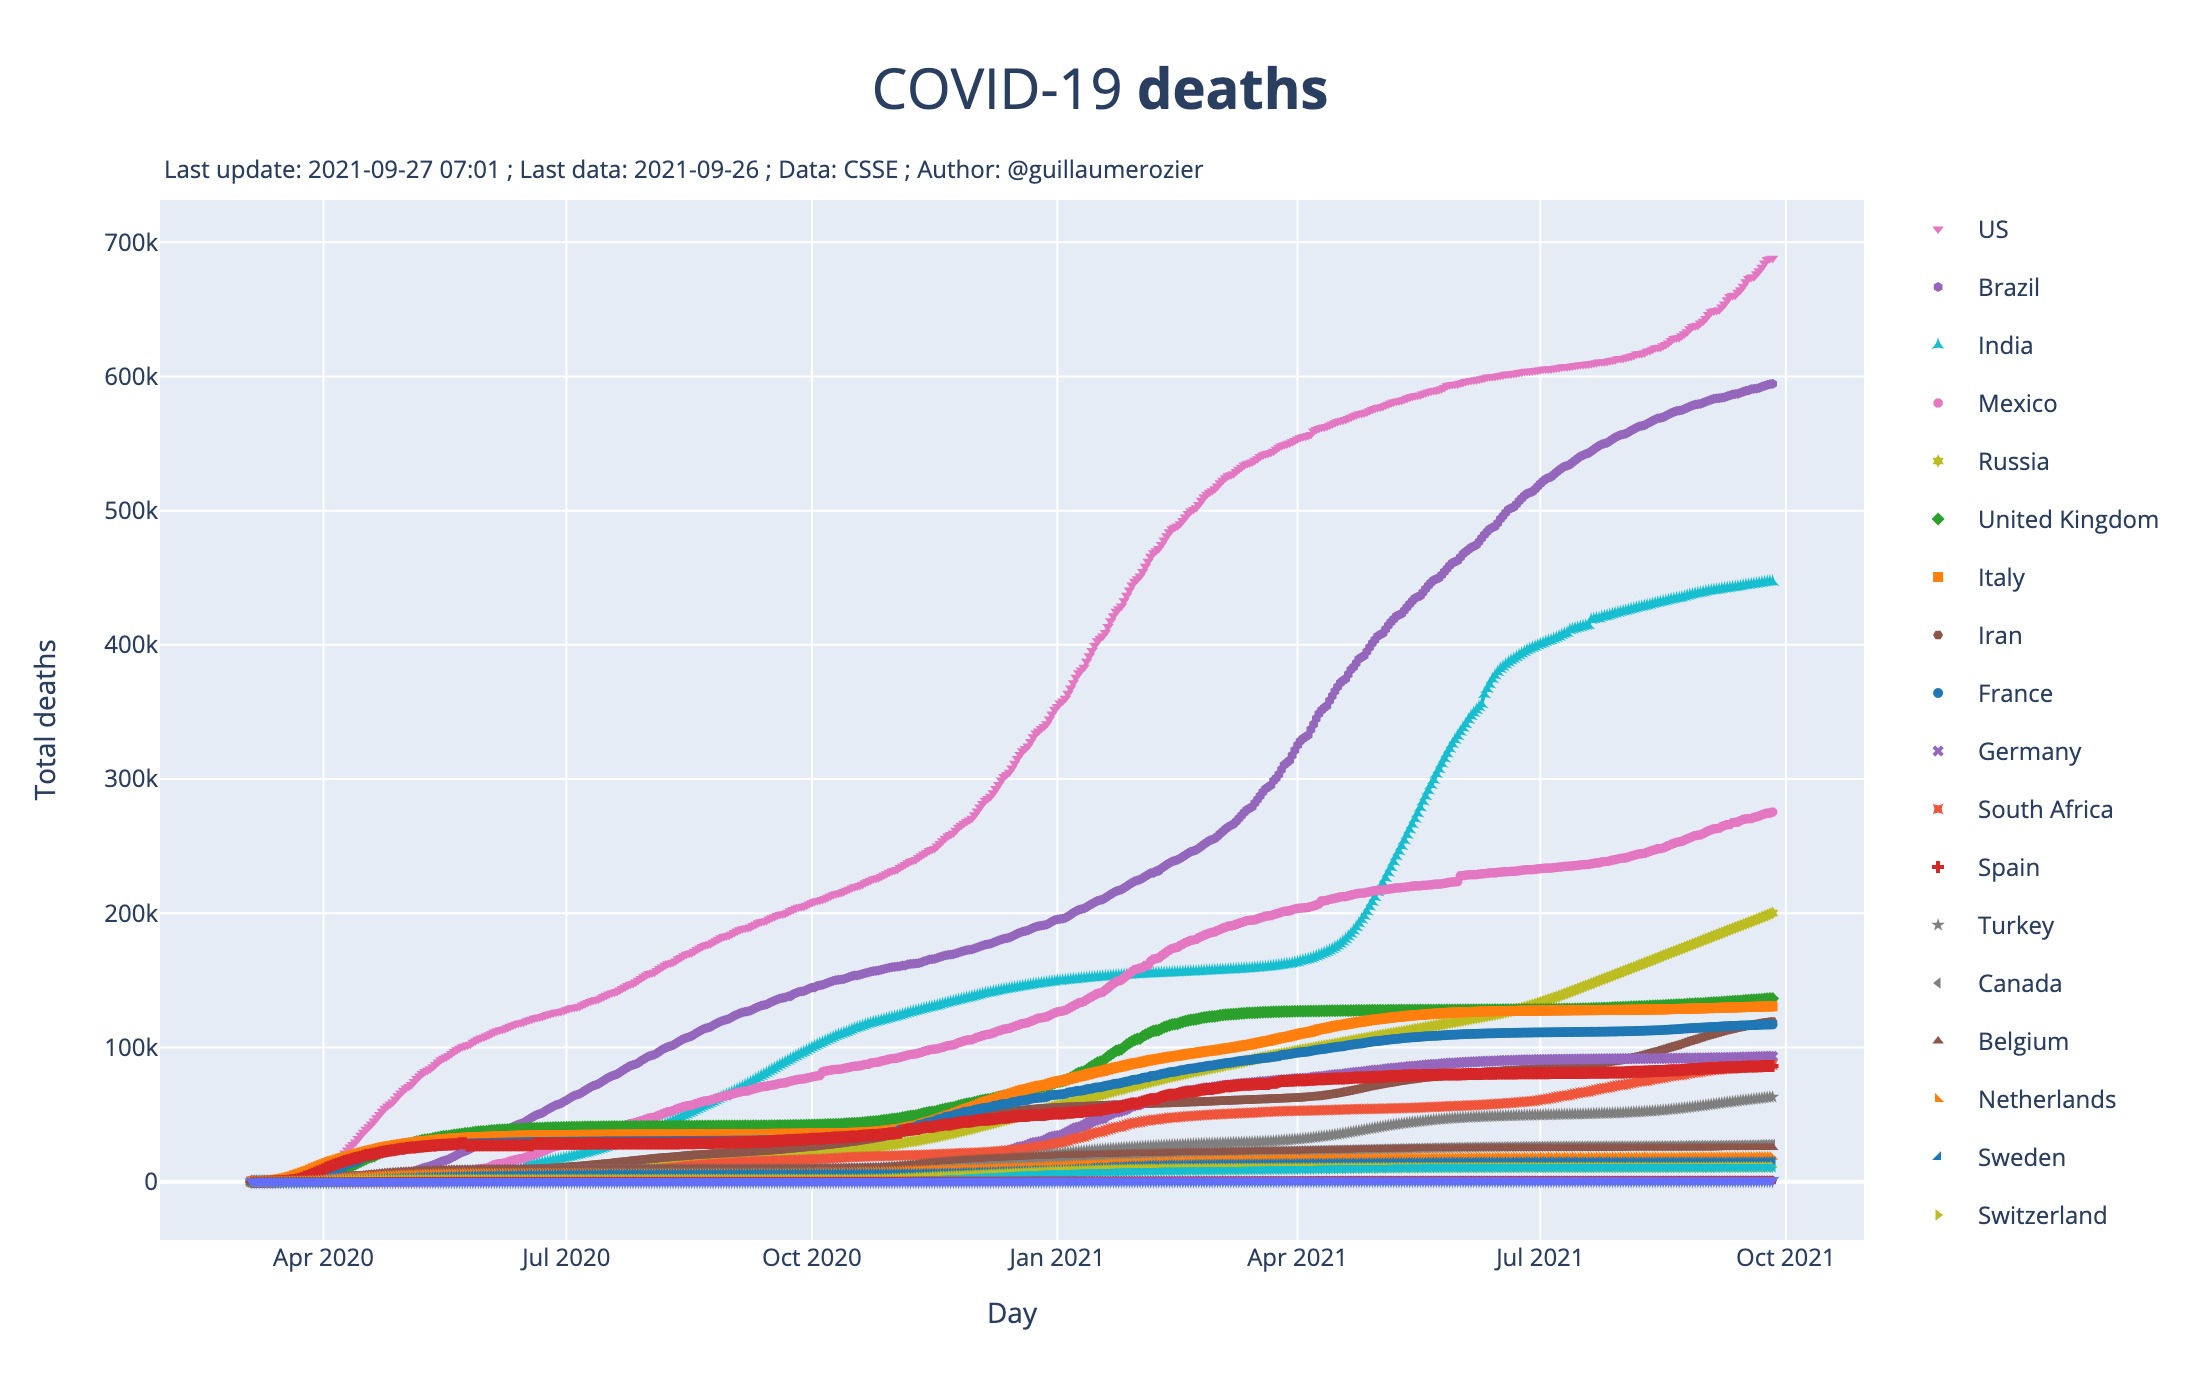 COVID-19 deaths
Last update: 2021-09-27 07:01 ; Last data: 2021-09-26 ; Data: CSSE ; Author: @guillaumerozier
Total deaths
700k
600k
500k
400k
300k
200k
100k
0
Apr 2020
Jul 2020
Oct 2020
Jan 2021
Apr 2021
Jul 2021
Oct 2021
Day
US
Brazil
India
Mexico
Russia
United Kingdom
Italy
Iran
France
Germany
South Africa
Spain
Turkey
Canada
Belgium
Netherlands
Sweden
Switzerland